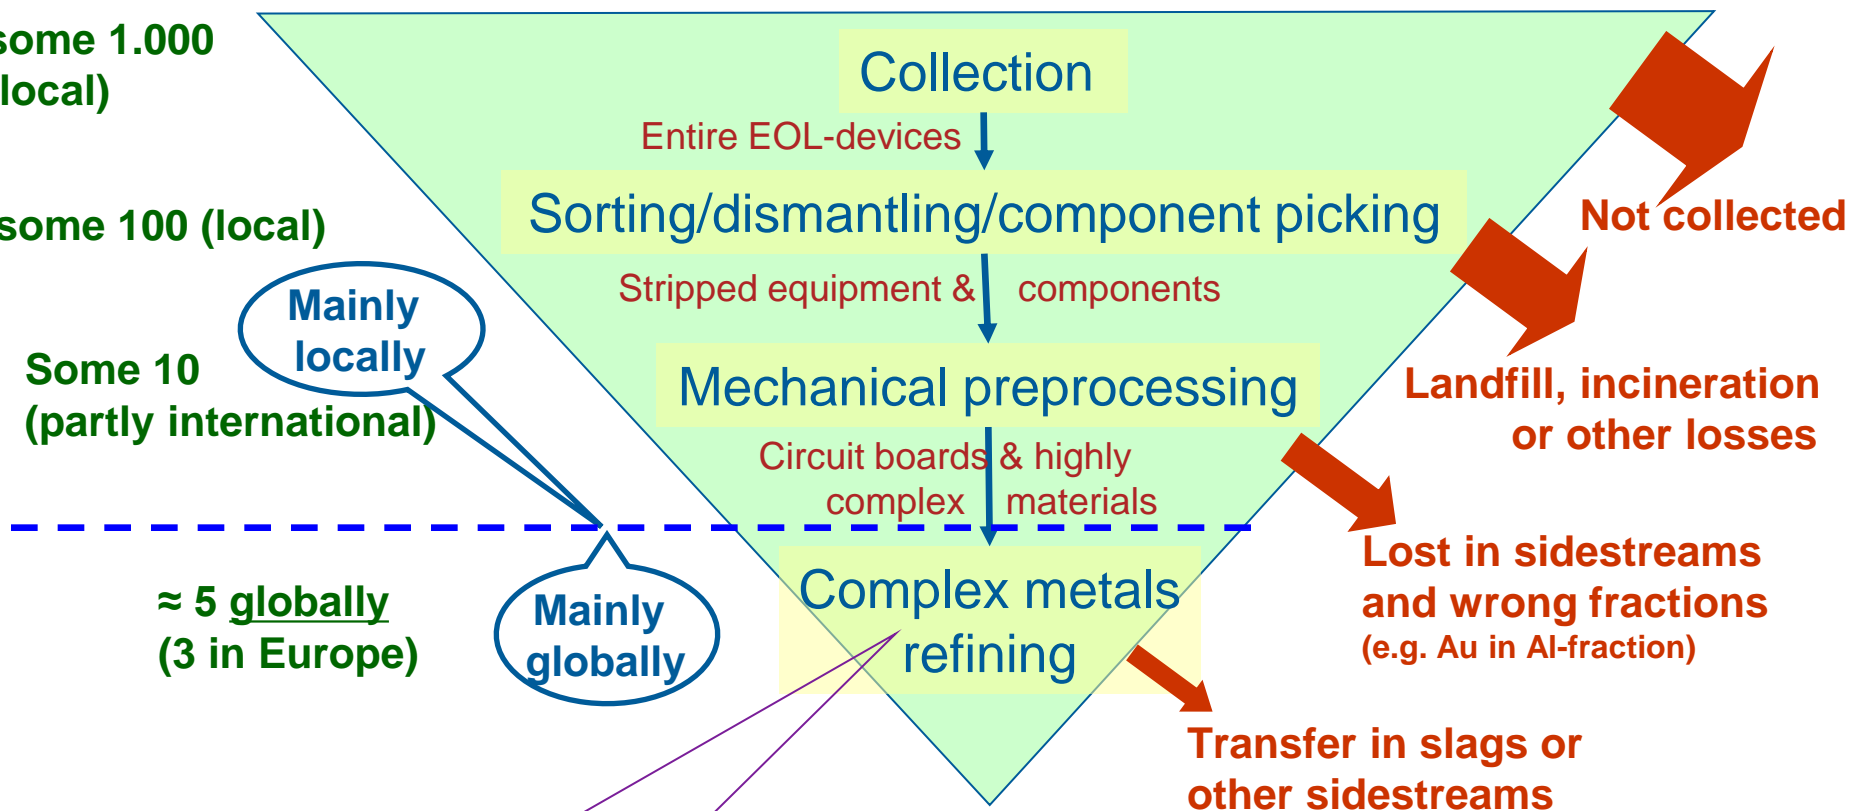 some 1.000
local)
Collection
Entire EOL-devices
Sorting/dismantling/component picking
some 100 (local)
Not collected
Stripped equipment & components
Mainly
locally
Some 10
(partly international)
Mechanical preprocessing
Landfill, incineration
or other losses
Circuit boards & highly
complex materials
Lost in sidestreams
and wrong fractions
(e.g. Au in Al-fraction)
≈ 5 globally
(3 in Europe)
Mainly
globally
Complex metals
refining
Transfer in slags or
other sidestreams